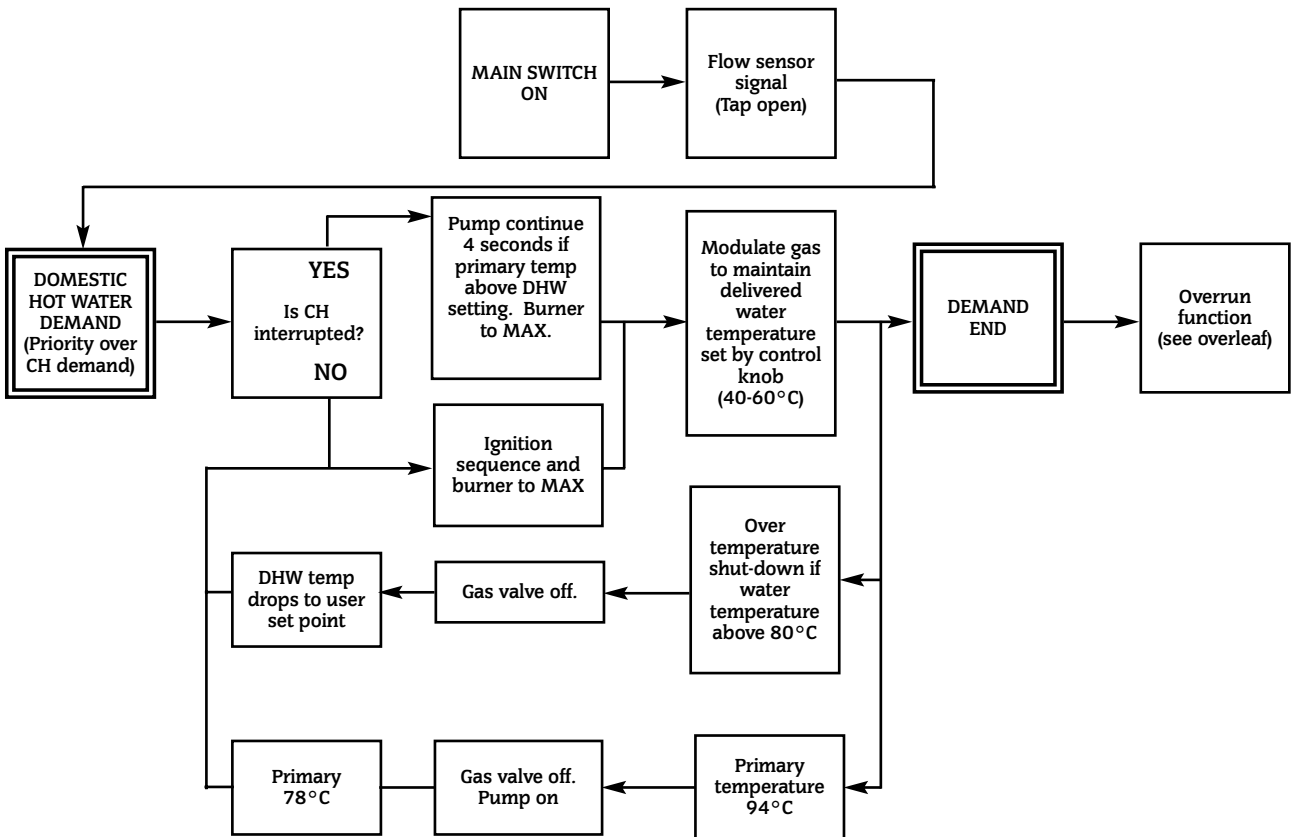 MAIN SWITCH
ON
Flow sensor
signal
(Tap open)
DOMESTIC
HOT WATER
DEMAND
(Priority over
CH demand)
YES
Is CH
interrupted?
NO
Pump continue
4 seconds if
primary temp
above DHW
setting. Burner
to MAX.
Modulate gas
to maintain
delivered
water
temperature
set by control
knob
(40-60°C)
DEMAND
END
Overrun
function
(see overleaf)
Ignition
sequence and
burner to MAX
Over
temperature
shut-down if
water
temperature
above 80°C
Gas valve off.
DHW temp
drops to user
set point
Primary
temperature
94°C
Gas valve off.
Pump on
Primary
78°C